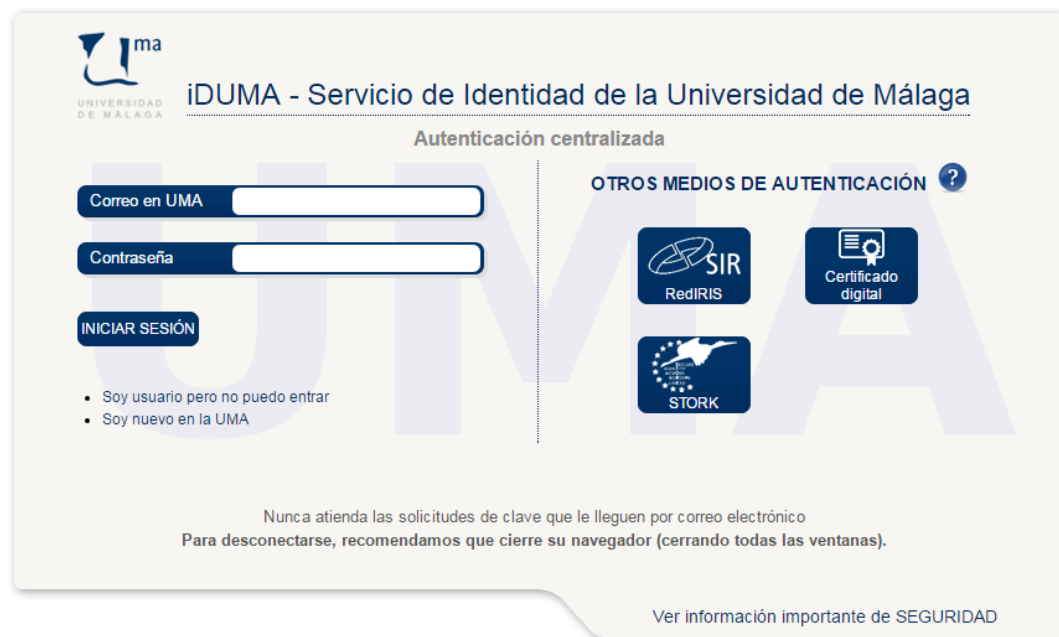 uma
UNIVERSIDAD
DE MÁLAGA
iDUMA - Servicio de Identidad de la Universidad de Málaga
Autenticación centralizada
UMA
Correo en UMA
Contraseña
INICIAR SESIÓN
Soy usuario pero no puedo entrar
Soy nuevo en la UMA
OTROS MEDIOS DE AUTENTICACIÓN ?
SIR
RedIRIS
Certificado
digital
STORK
Nunca atienda las solicitudes de clave que le lleguen por correo electrónico
Para desconectarse, recomendamos que cierre su navegador (cerrando todas las ventanas).
Ver información importante de SEGURIDAD